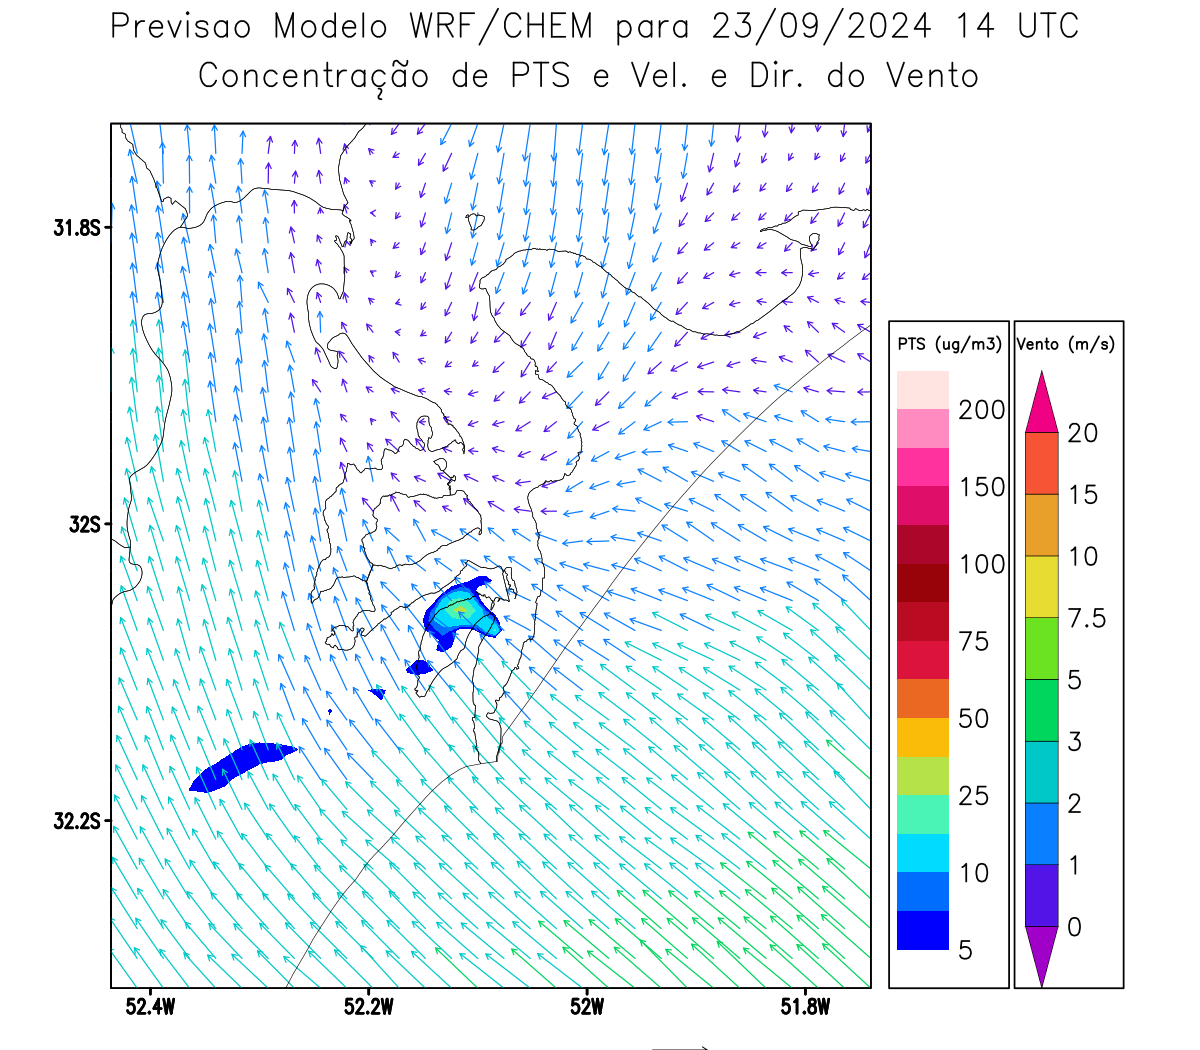 Previsao Modelo WRF/CHEM para 23/09/2024 14 UTC
Concentração de PTS e Vel. e Dir. do Vento
31.8S
32S
32.2S
52.4W 52.2W 52W 51.8W
PTS (ug/m3)
200
150
100
75
50
25
10
5
Vento (m/s)
20
15
10
7.5
5
3
2
1
0